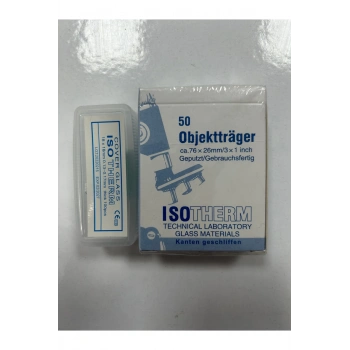 COVER GLASS
ISOTHERM
50
Objektträger
ca.76 x 26mm/3 x 1 inch
Geputzt/Gebrauchsfertig
ISOTHERM
TECHNICAL LABORATORY
GLASS MATERIALS
Kanten geschliffen